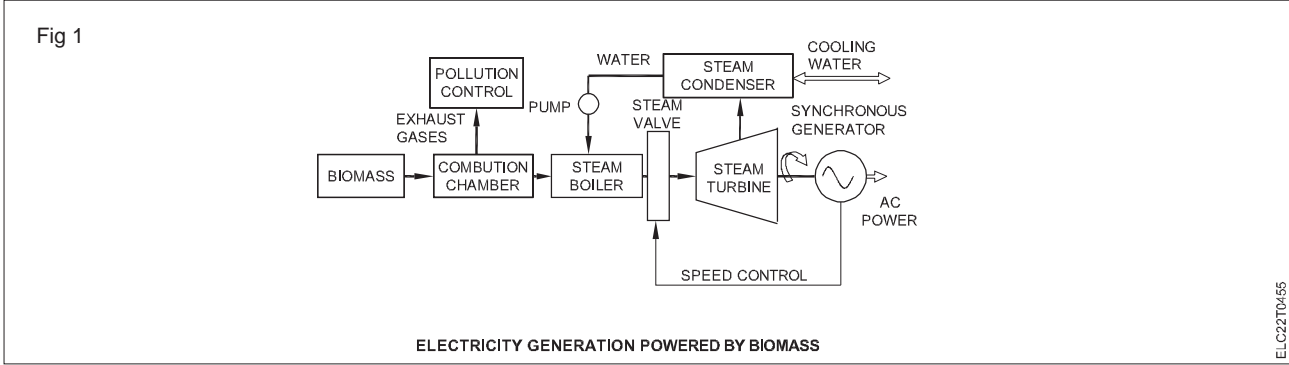 Fig 1
POLLUTION
CONTROL
EXHAUST
GASES
BIOMASS
COMBUTION
CHAMBER
WATER
PUMP
STEAM
BOILER
STEAM
VALVE
STEAM
CONDENSER
COOLING
WATER
STEAM
TURBINE
SYNCHRONOUS
GENERATOR
AC
POWER
SPEED CONTROL
ELECTRICITY GENERATION POWERED BY BIOMASS
ELC22T0455